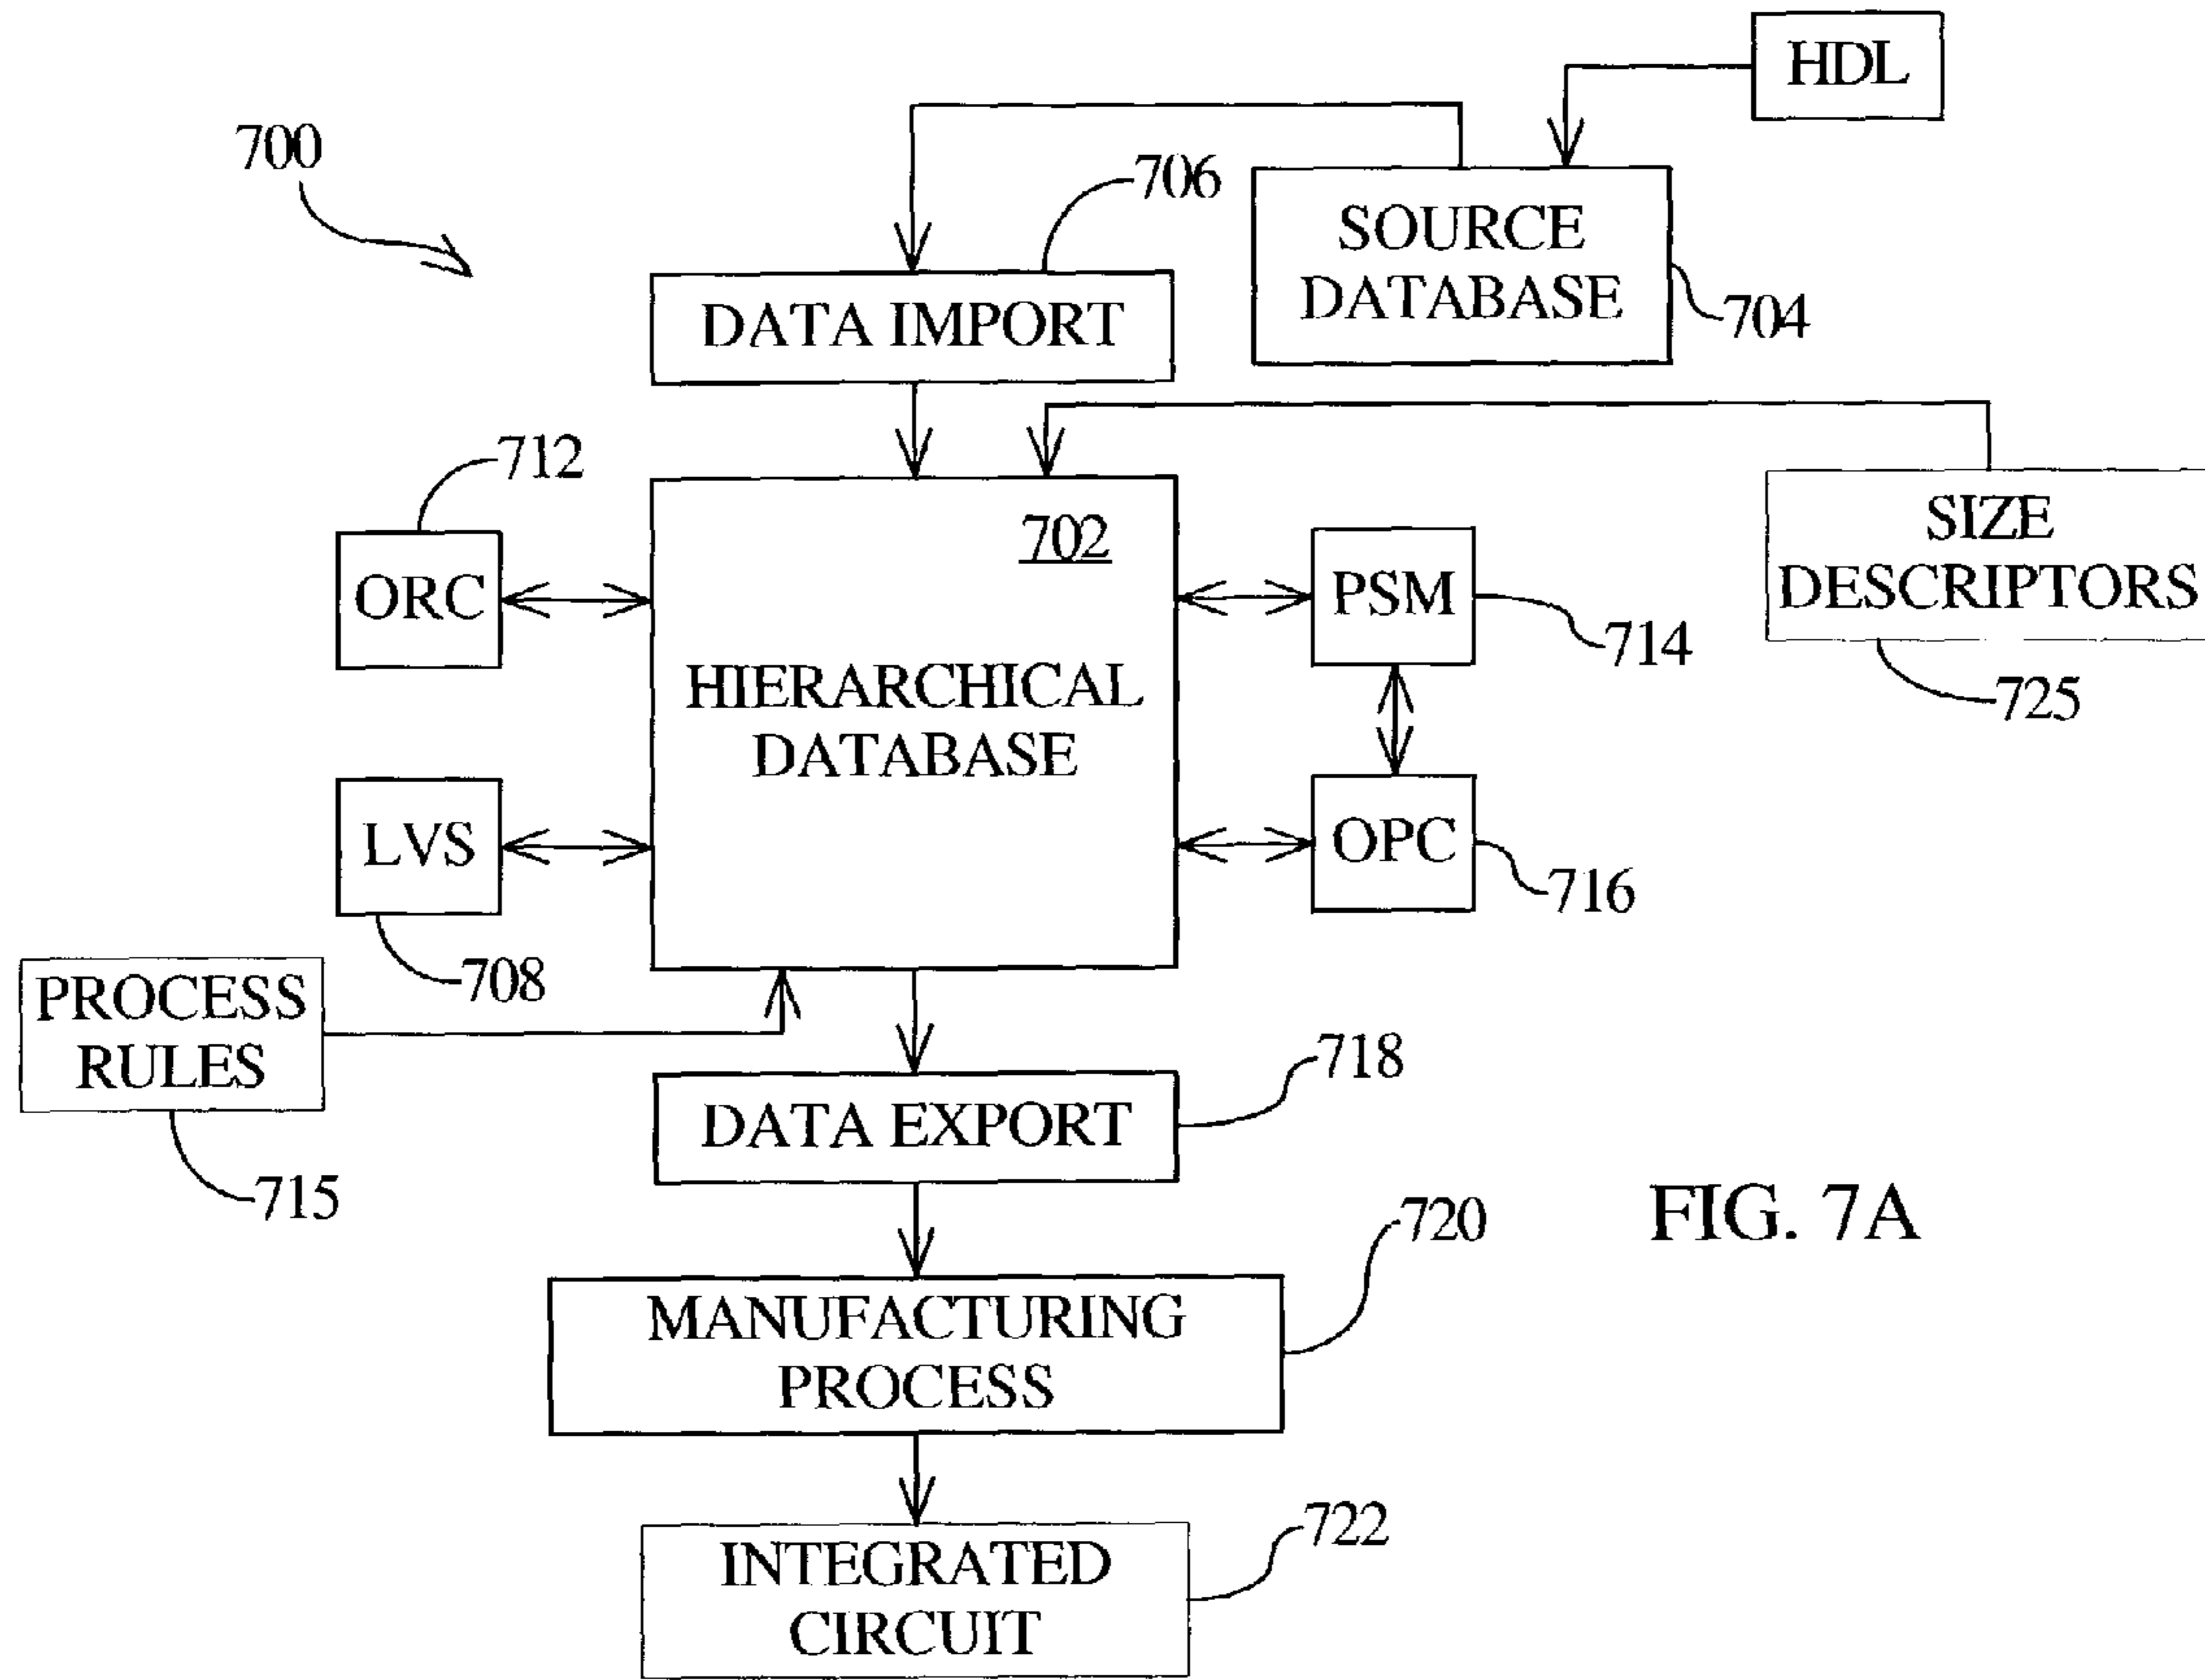 HDL
700
706
SOURCE
DATABASE
704
DATA IMPORT
712
702
SIZE
DESCRIPTORS
725
ORC
PSM
714
HIERARCHICAL
DATABASE
LVS
OPC
716
708
PROCESS
RULES
715
718
DATA EXPORT
720
FIG. 7A
MANUFACTURING
PROCESS
722
INTEGRATED
CIRCUIT